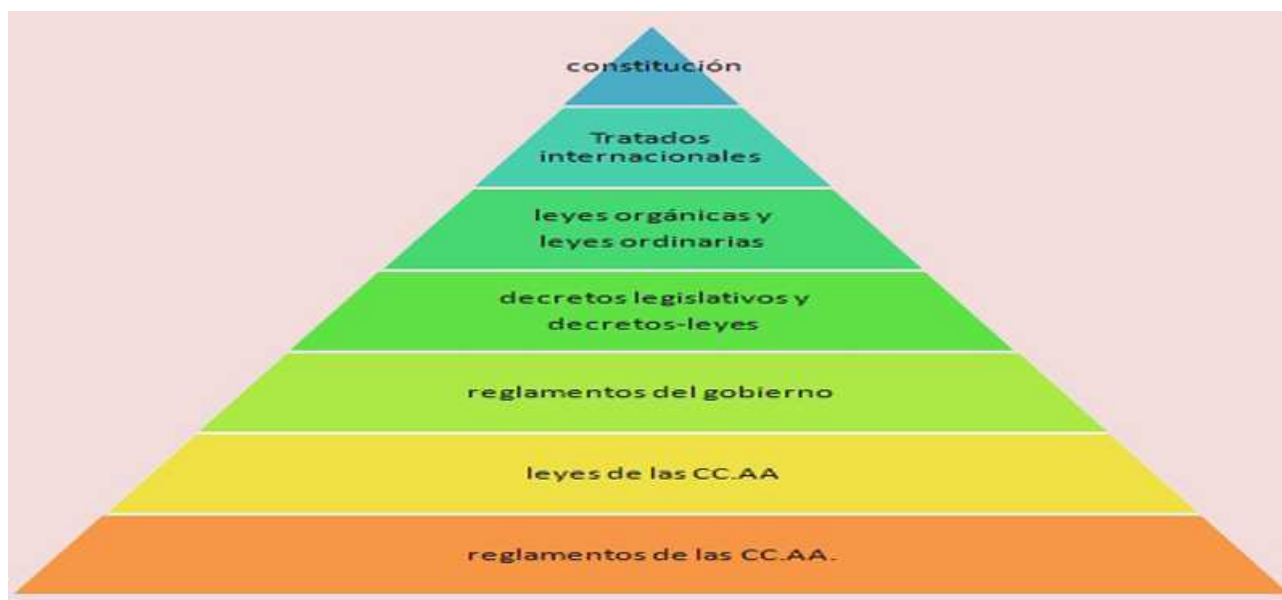 constitución
Tratados
internacionales
leyes orgánicas y
leyes ordinarias
decretos legislativos y
decretos-leyes
reglamentos del gobierno
leyes de las CC.AA
reglamentos de las CC.AA.